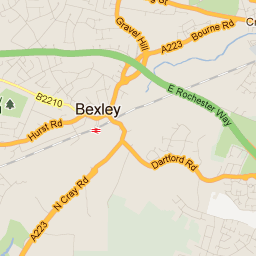 Gravel Hill
A223
Bourne Rd
E Rochester Way
B2210
Bexley
Hurst Rd
Dartford Rd
N Cray Rd
A223